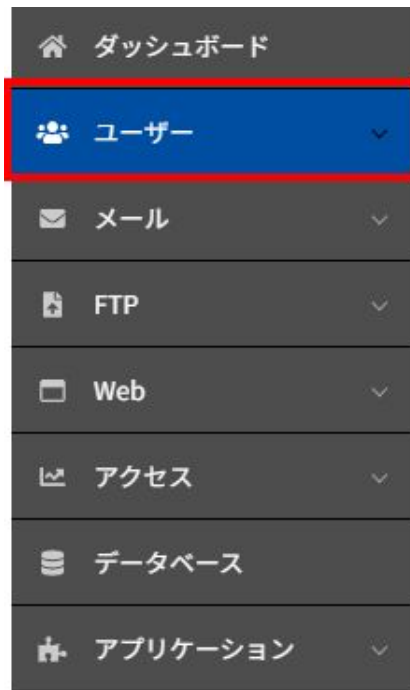 ダッシュボード
ユーザー
メール
FTP
Web
アクセス
データベース
アプリケーション